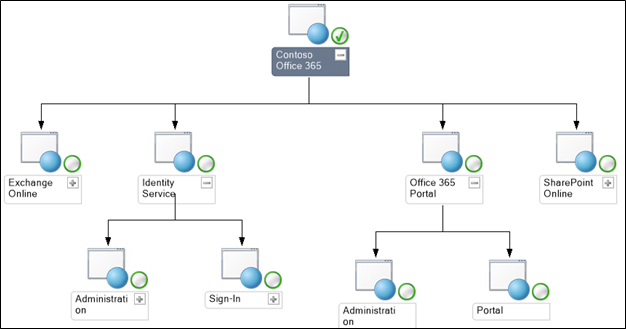 Contoso
Office 365
Exchange
Online
Identity
Service
Office 365
Portal
SharePoint
Online
Administrati
on
Sign-In
Administrati
on
Portal